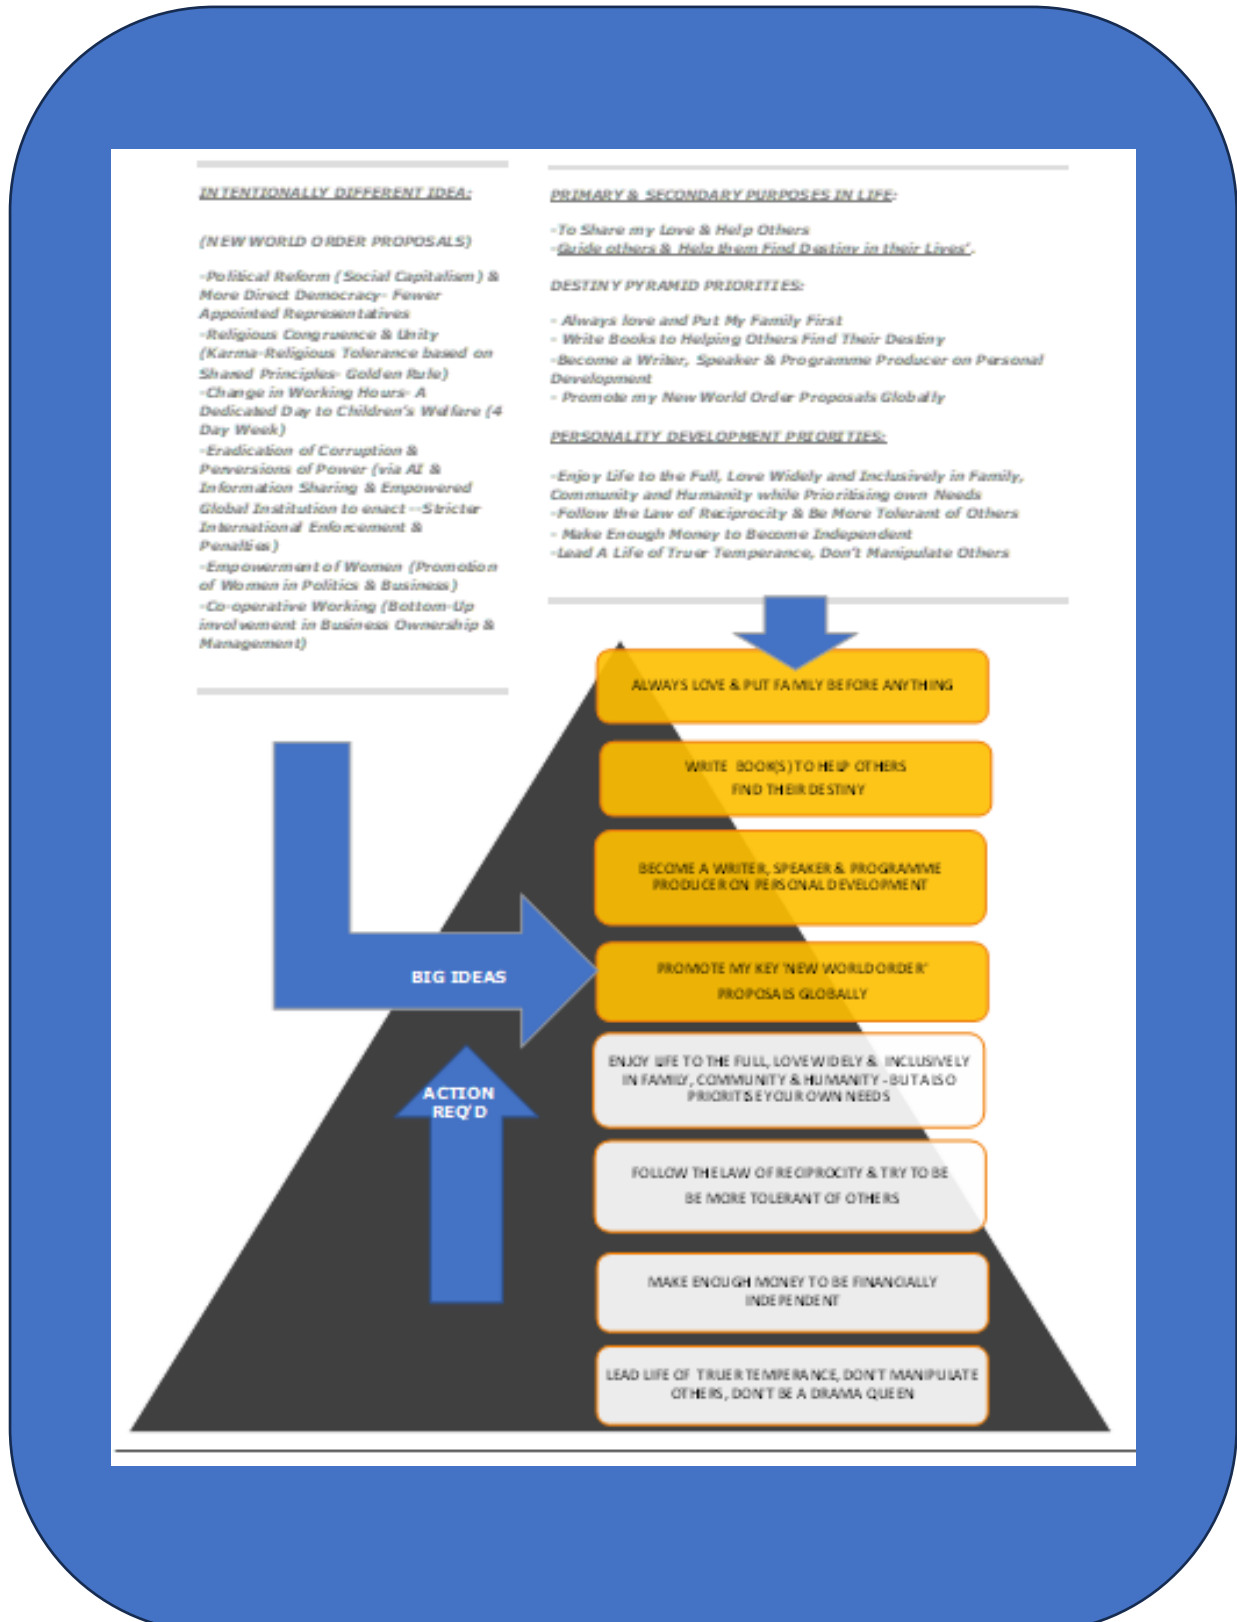 INTENTIONALLY DIFFERENT IDEA:
(NEW WORLD ORDER PROPOSALS)
-Political Reform (Social Capitalism) &
More Direct Democracy- Fewer
Appointed Representatives
-Religious Congruence & Unity
(Karma-Religious Tolerance based on
Shared Principles- Golden Rule)
-Change in Working Hours- A
Dedicated Day to Children's Welfare (4
Day Week)
-Eradication of Corruption &
Perversions of Power (via AI &
Information Sharing & Empowered
Global Institution to enact --Stricter
International Enforcement &
Penalties)
-Empowerment of Women (Promotion
of Women in Politics & Business)
-Co-operative Working (Bottom-Up
involvement in Business Ownership &
Management)
PRIMARY & SECONDARY PURPOSES IN LIFE:
-To Share my Love & Help Others
-Guide others & Help them Find Destiny in their Lives'.
DESTINY PYRAMID PRIORITIES:
- Always love and Put My Family First
- Write Books to Helping Others Find Their Destiny
-Become a Writer, Speaker & Programme Producer on Personal
Development
- Promote my New World Order Proposals Globally
PERSONALITY DEVELOPMENT PRIORITIES:
-Enjoy Life to the Full, Love Widely and Inclusively in Family,
Community and Humanity while Prioritising own Needs
-Follow the Law of Reciprocity & Be More Tolerant of Others
- Make Enough Money to Become Independent
-Lead A Life of Truer Temperance, Don't Manipulate Others
ALWAYS LOVE & PUT FAMILY BEFORE ANYTHING
WRITE BOOK(S) TO HELP OTHERS
FIND THEIR DESTINY
BECOME A WRITER, SPEAKER & PROGRAMME
PRODUCER ON PERSONAL DEVELOPMENT
BIG IDEAS
PROMOTE MY KEY 'NEW WORLD ORDER'
PROPOSALS GLOBALLY
ACTION
REQ'D
ENJOY LIFE TO THE FULL, LOVE WIDELY & INCLUSIVELY
IN FAMILY, COMMUNITY & HUMANITY - BUT ALSO
PRIORITISE YOUR OWN NEEDS
FOLLOW THE LAW OF RECIPROCITY & TRY TO BE
BE MORE TOLERANT OF OTHERS
MAKE ENOUGH MONEY TO BE FINANCIALLY
INDEPENDENT
LEAD LIFE OF TRUER TEMPERANCE, DON'T MANIPULATE
OTHERS, DON'T BE A DRAMA QUEEN